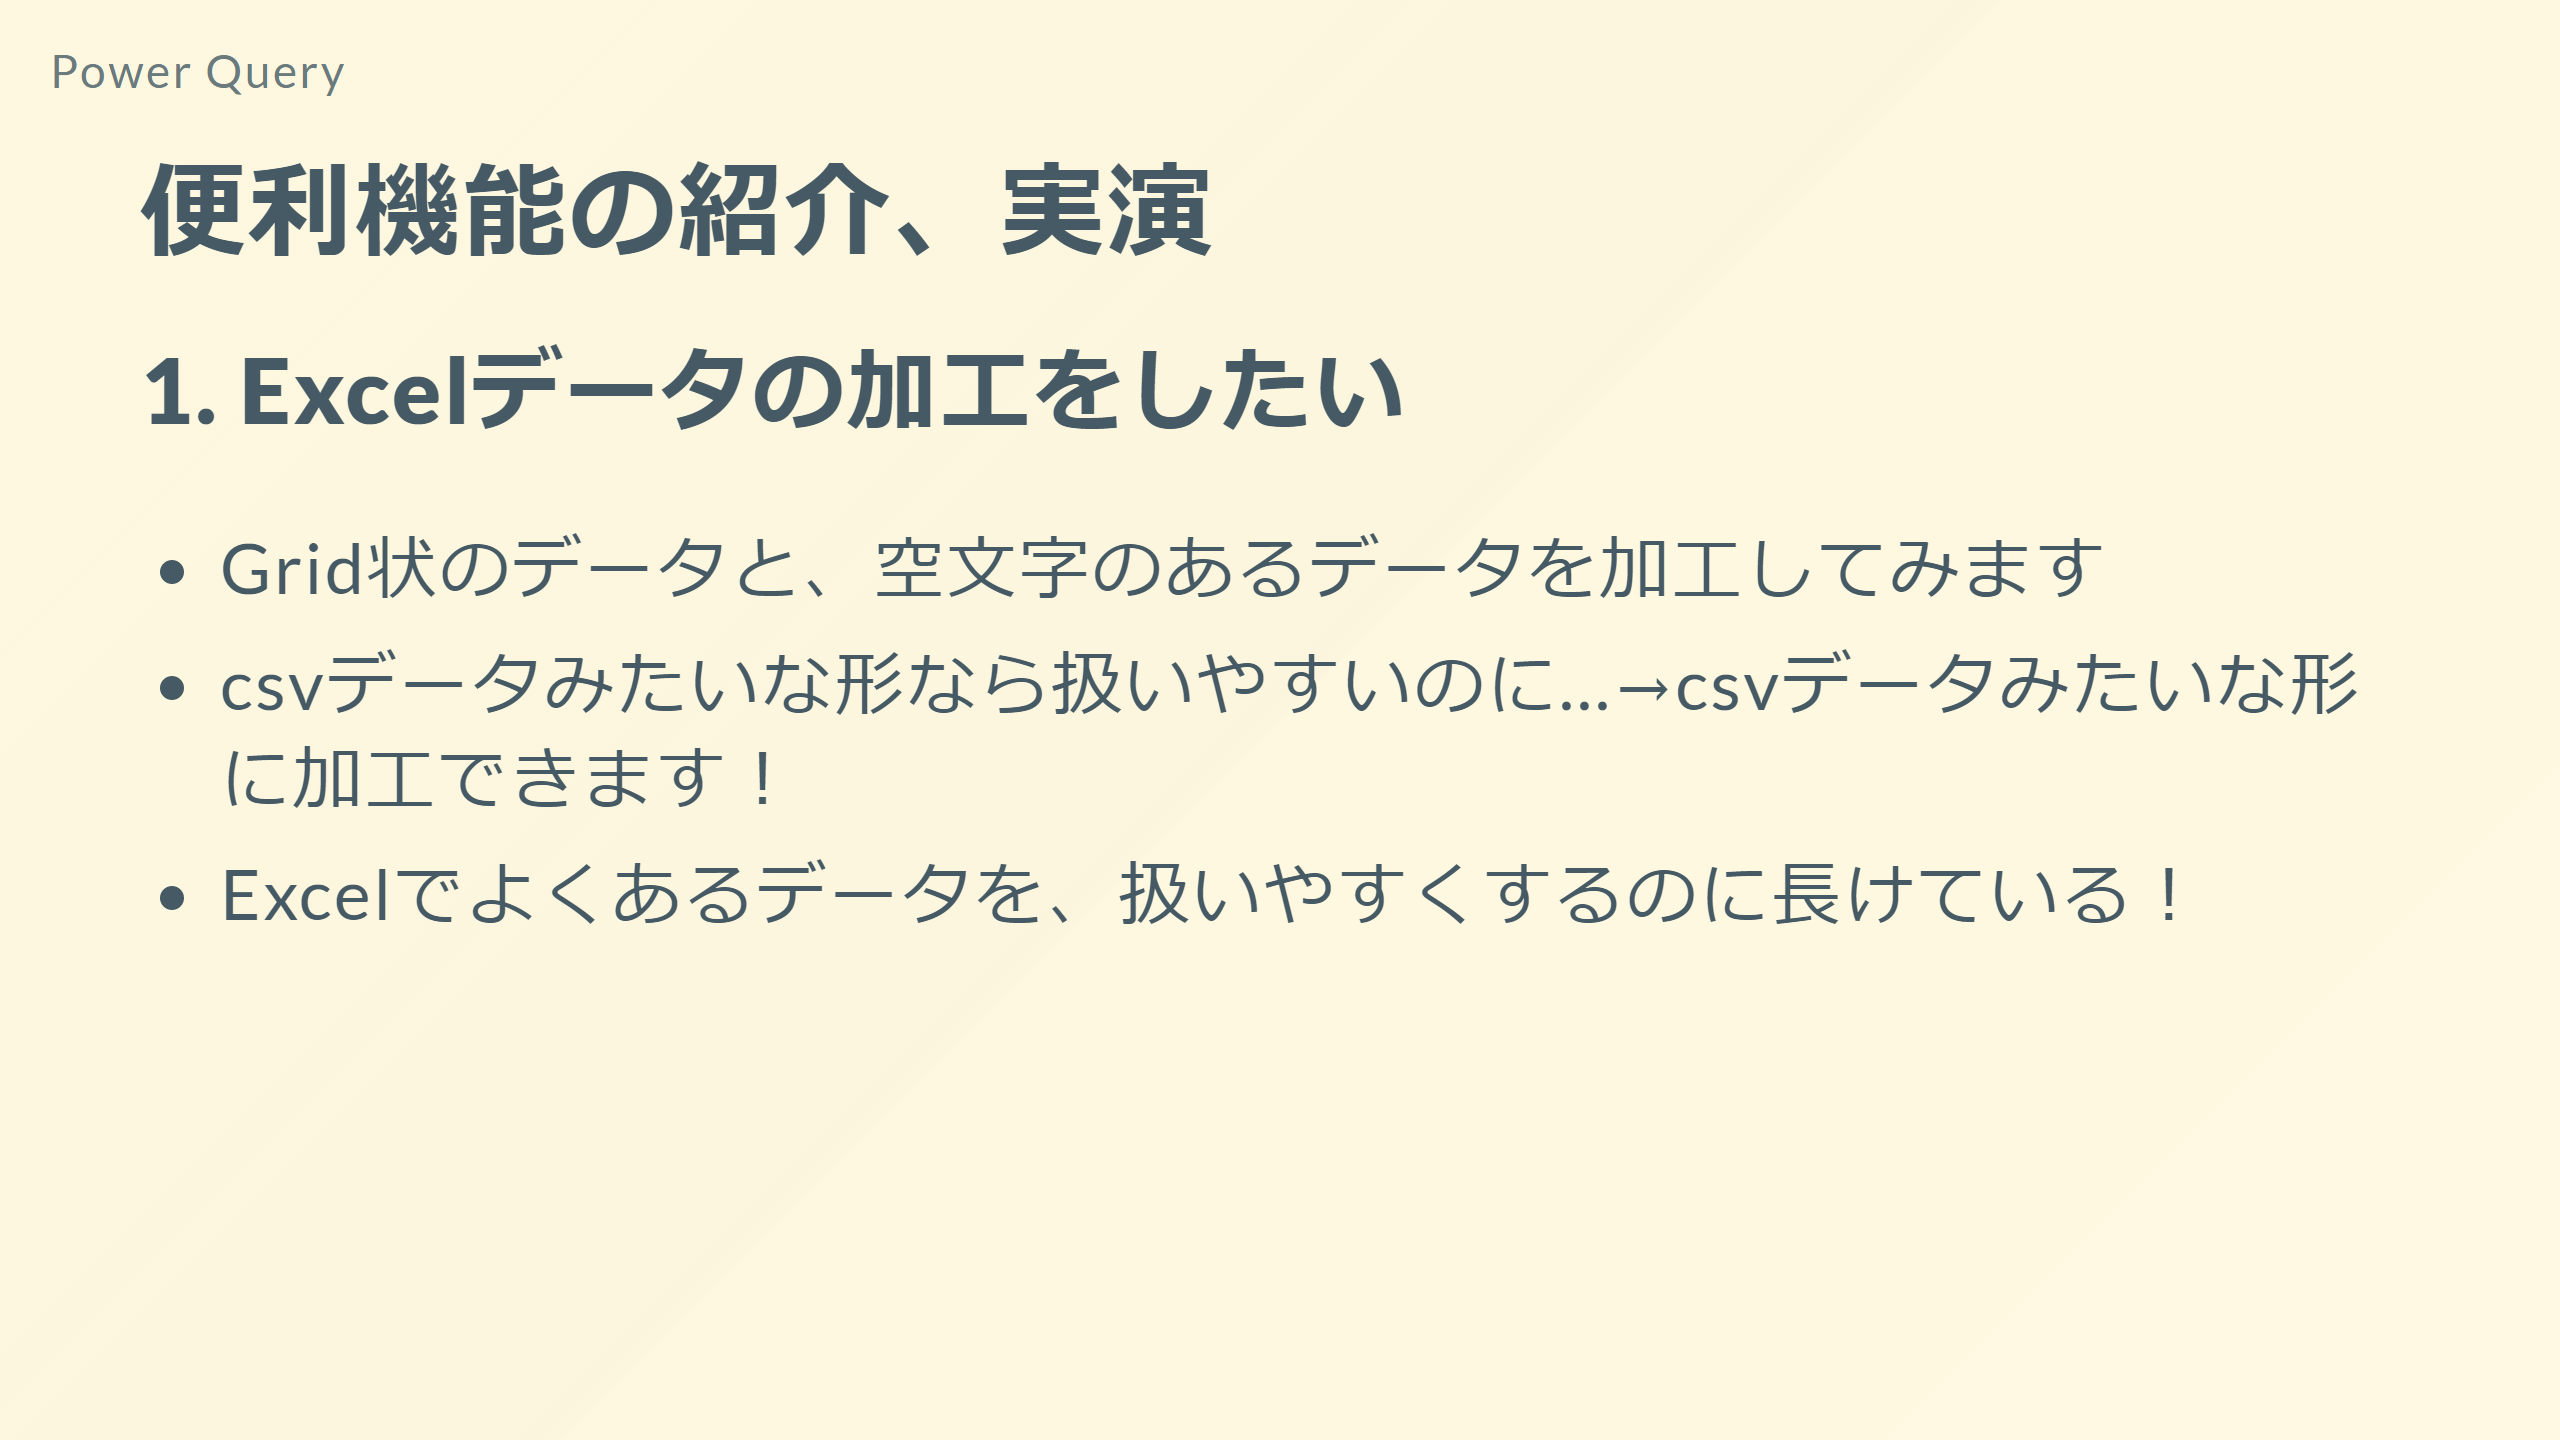 Power Query
便利機能の紹介、実演
1. Excelデータの加工をしたい
• Grid状のデータと、空文字のあるデータを加工してみます
• csvデータみたいな形なら扱いやすいのに...→csvデータみたいな形
に加工できます！
• Excelでよくあるデータを、扱いやすくするのに長けている！